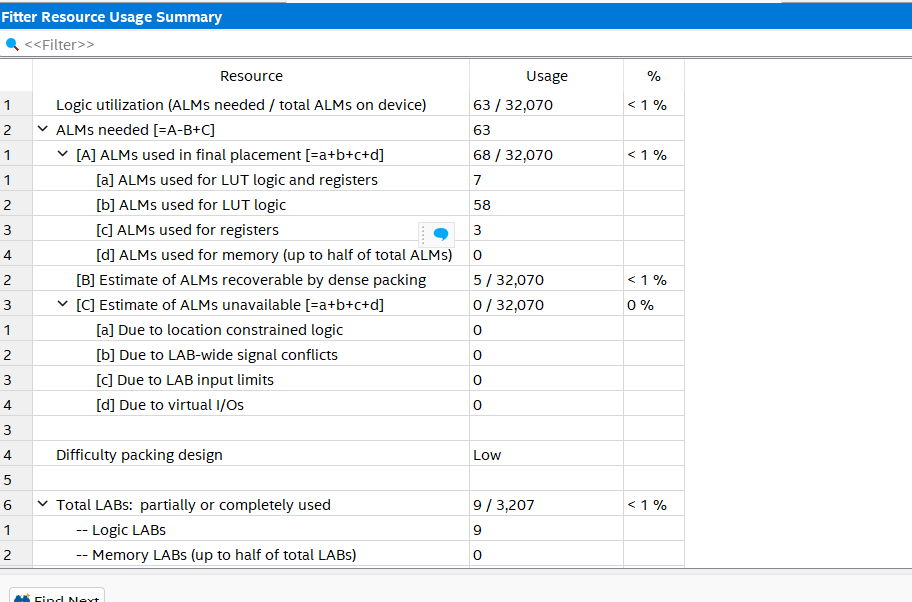 Fitter Resource Usage Summary
<<Filter>>
Resource Usage %
1 Logic utilization (ALMs needed / total ALMs on device) 63 / 32,070 < 1 %
2 ALMs needed [=A-B+C] 63
1 [A] ALMs used in final placement [=a+b+c+d] 68 / 32,070 < 1 %
1 [a] ALMs used for LUT logic and registers 7
2 [b] ALMs used for LUT logic 58
3 [c] ALMs used for registers 3
4 [d] ALMs used for memory (up to half of total ALMs) 0
2 [B] Estimate of ALMs recoverable by dense packing 5 / 32,070 < 1 %
3 [C] Estimate of ALMs unavailable [=a+b+c+d] 0 / 32,070 0 %
1 [a] Due to location constrained logic 0
2 [b] Due to LAB-wide signal conflicts 0
3 [c] Due to LAB input limits 0
4 [d] Due to virtual I/Os 0
3
4 Difficulty packing design Low
5
6 Total LABs:  partially or completely used 9 / 3,207 < 1 %
1 -- Logic LABs 9
2 -- Memory LABs (up to half of total LABs) 0
Find Next